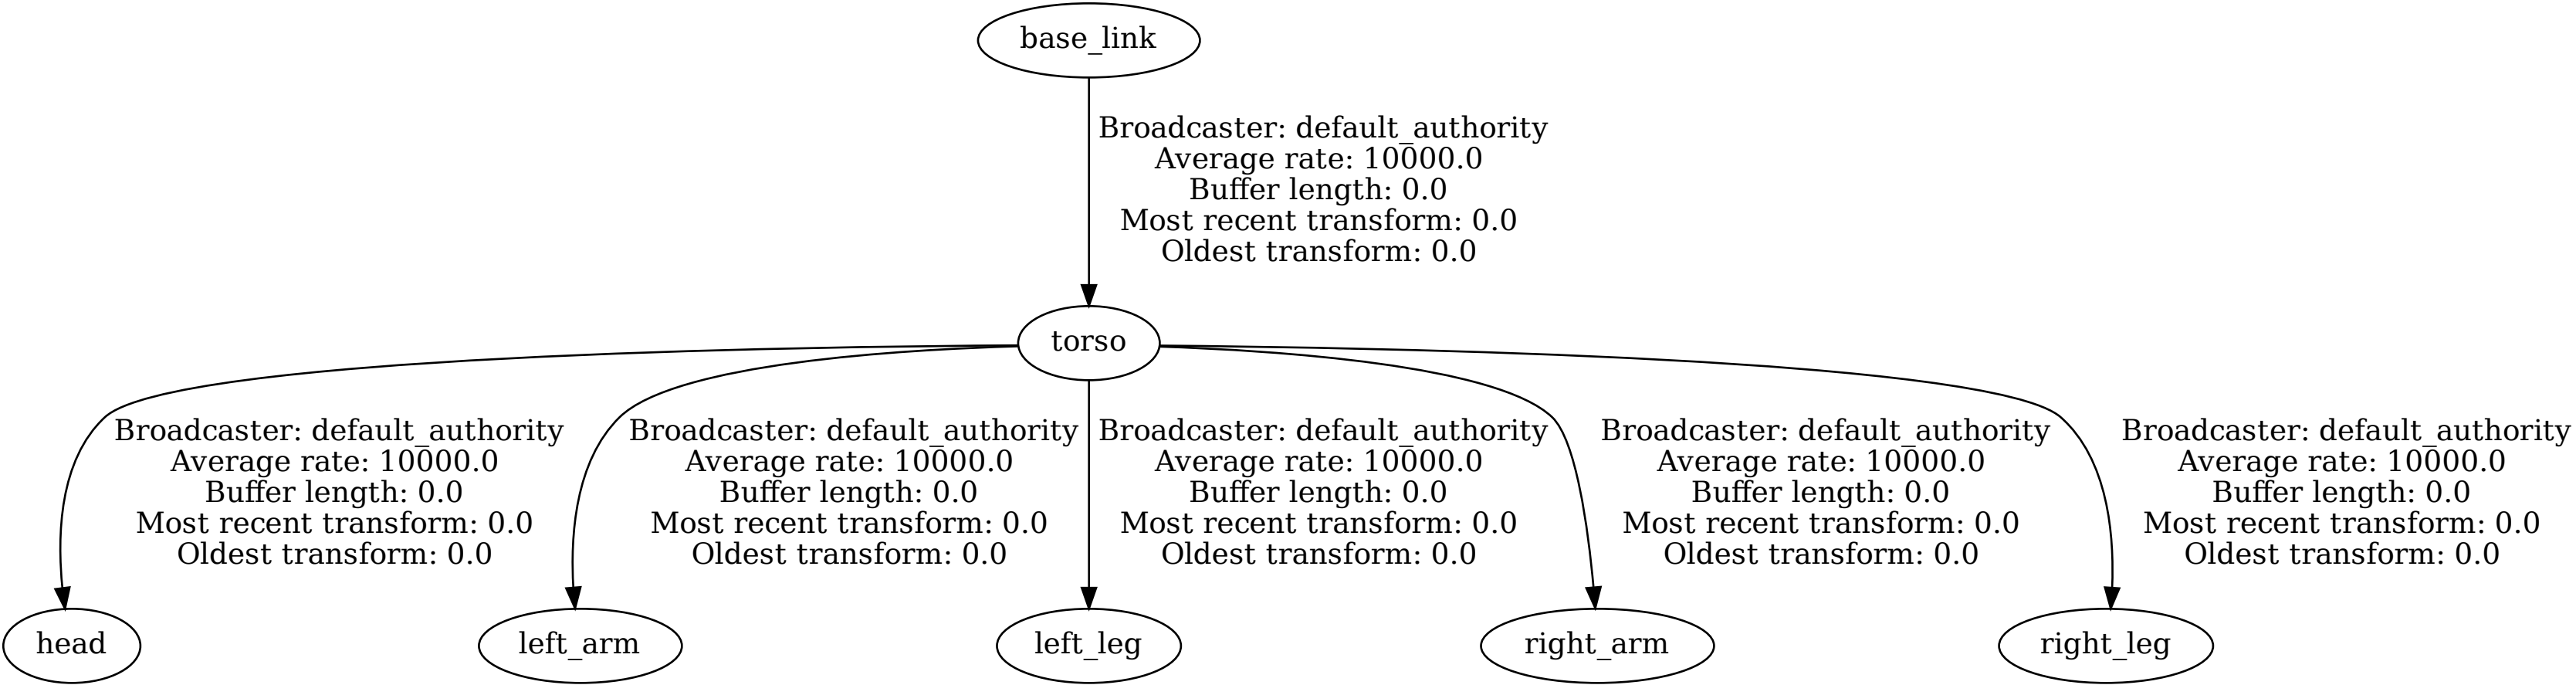 base_link
Broadcaster: default_authority
Average rate: 10000.0
Buffer length: 0.0
Most recent transform: 0.0
Oldest transform: 0.0
torso
Broadcaster: default_authority
Average rate: 10000.0
Buffer length: 0.0
Most recent transform: 0.0
Oldest transform: 0.0
Broadcaster: default_authority
Average rate: 10000.0
Buffer length: 0.0
Most recent transform: 0.0
Oldest transform: 0.0
Broadcaster: default_authority
Average rate: 10000.0
Buffer length: 0.0
Most recent transform: 0.0
Oldest transform: 0.0
Broadcaster: default_authority
Average rate: 10000.0
Buffer length: 0.0
Most recent transform: 0.0
Oldest transform: 0.0
Broadcaster: default_authority
Average rate: 10000.0
Buffer length: 0.0
Most recent transform: 0.0
Oldest transform: 0.0
head
left_arm
left_leg
right_arm
right_leg